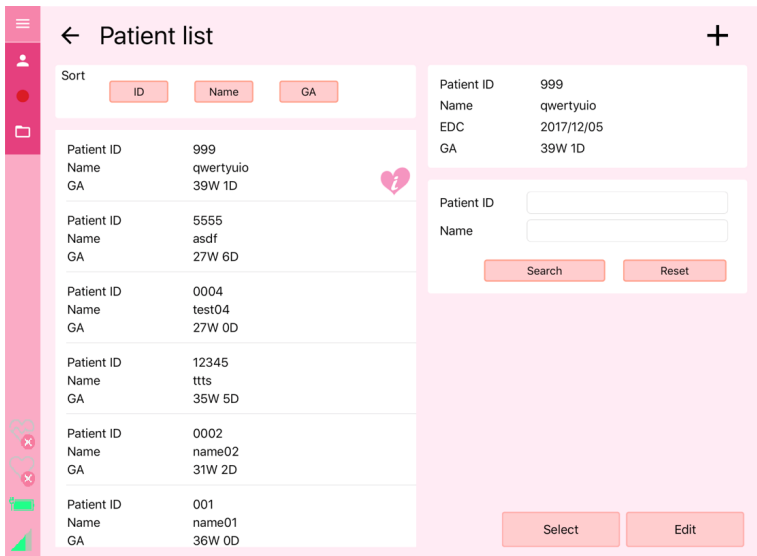 Patient list
Sort
ID Name GA
Patient ID 999
Name qwertyuio
GA 39W 1D
i
Patient ID 5555
Name asdf
GA 27W 6D
Patient ID 0004
Name test04
GA 27W 0D
Patient ID 12345
Name ttts
GA 35W 5D
Patient ID 0002
Name name02
GA 31W 2D
Patient ID 001
Name name01
GA 36W 0D
Patient ID 999
Name qwertyuio
EDC 2017/12/05
GA 39W 1D
Patient ID
Name
Search Reset
Select Edit